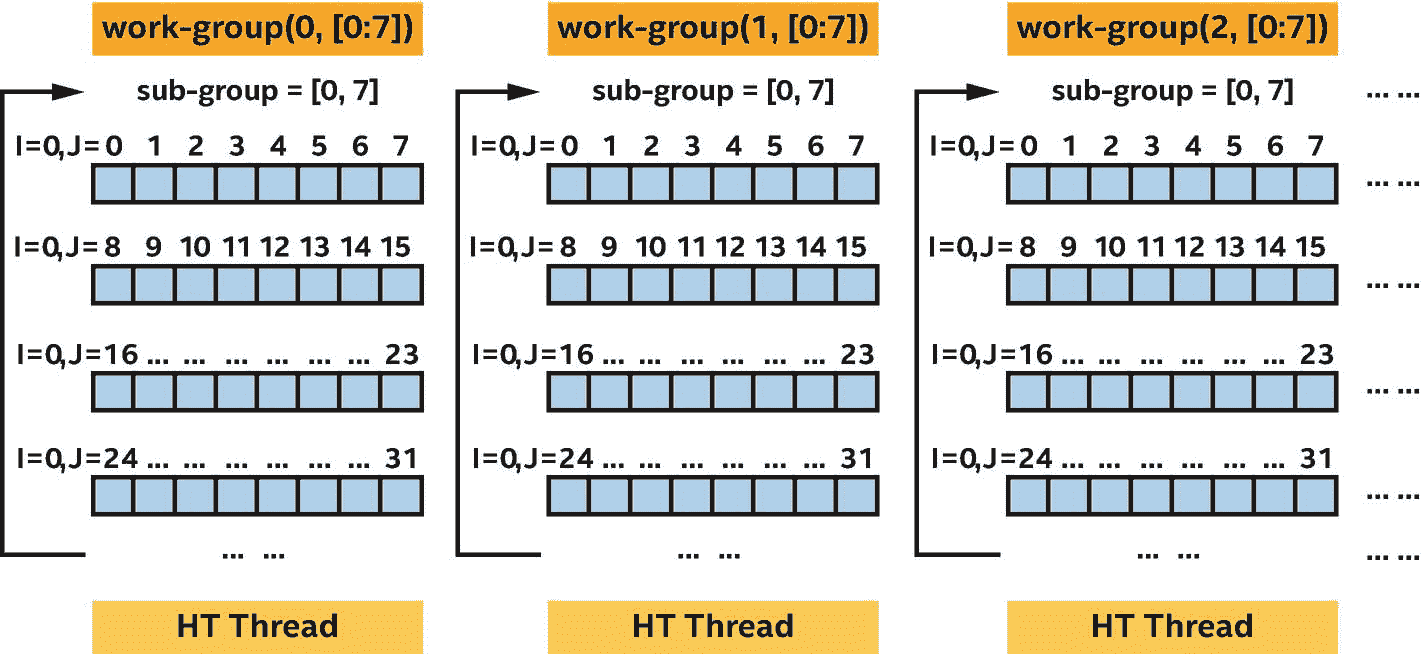 work-group(0, [0:7]) work-group(1, [0:7]) work-group(2, [0:7])
sub-group = [0, 7] sub-group = [0, 7] sub-group = [0, 7] ... ...
I=0,J= 0 1 2 3 4 5 6 7 I=0,J= 0 1 2 3 4 5 6 7 I=0,J= 0 1 2 3 4 5 6 7
... ...
I=0,J= 8 9 10 11 12 13 14 15 I=0,J= 8 9 10 11 12 13 14 15 I=0,J= 8 9 10 11 12 13 14 15
... ...
I=0,J=16 ... ... ... ... ... ... 23 I=0,J=16 ... ... ... ... ... ... 23 I=0,J=16 ... ... ... ... ... ... 23
... ...
I=0,J=24 ... ... ... ... ... ... 31 I=0,J=24 ... ... ... ... ... ... 31 I=0,J=24 ... ... ... ... ... ... 31
... ...
... ... ... ... ... ... ... ...
HT Thread HT Thread HT Thread